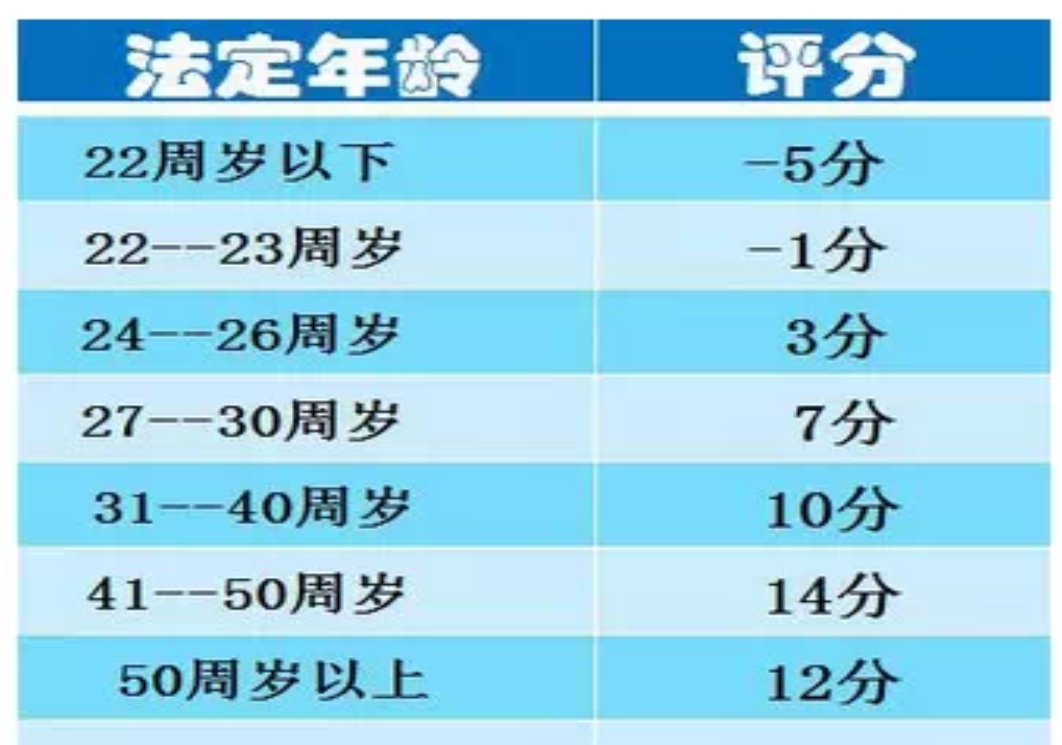 法定年龄 评分
22周岁以下 -5分
22--23周岁 -1分
24--26周岁 3分
27--30周岁 7分
31--40周岁 10分
41--50周岁 14分
50周岁以上 12分